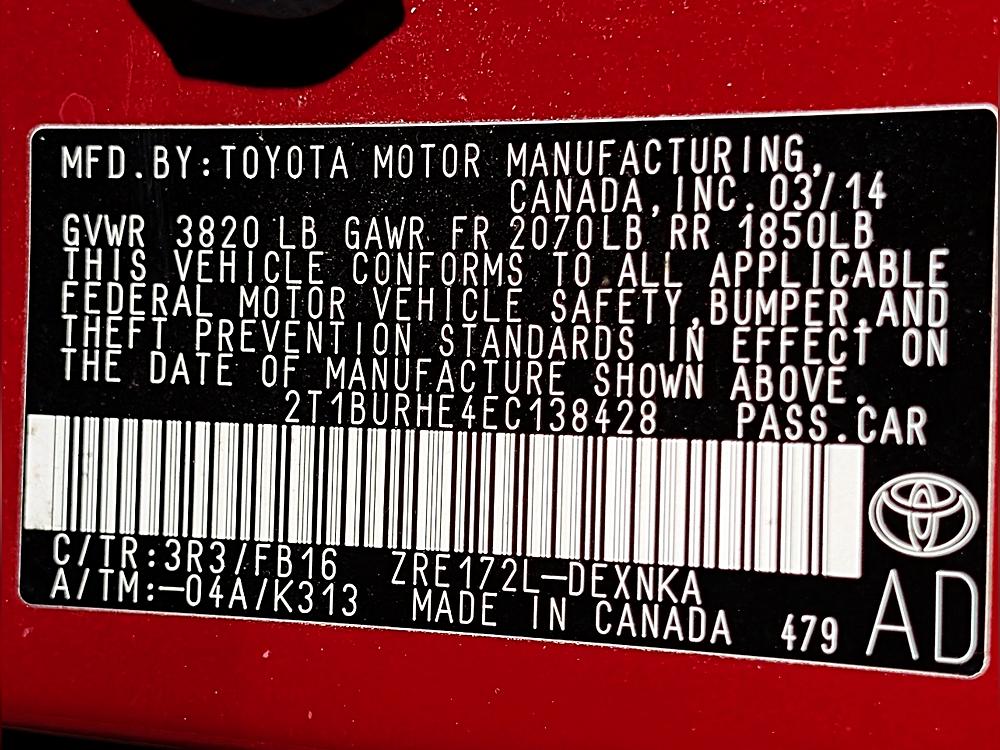 MFD.BY:TOYOTA MOTOR MANUFACTURING,
CANADA,INC.03/14
GVWR 3820 LB GAWR FR 2070LB RR 1850LB
THIS VEHICLE CONFORMS TO ALL APPLICABLE
FEDERAL MOTOR VEHICLE SAFETY,BUMPER,AND
THEFT PREVENTION STANDARDS IN EFFECT ON
THE DATE OF MANUFACTURE SHOWN ABOVE.
2T1BURHE4EC138428 PASS.CAR
C/TR:3R3/FB16 ZRE172L-DEXNKA
A/TM:-04A/K313 MADE IN CANADA 479 AD